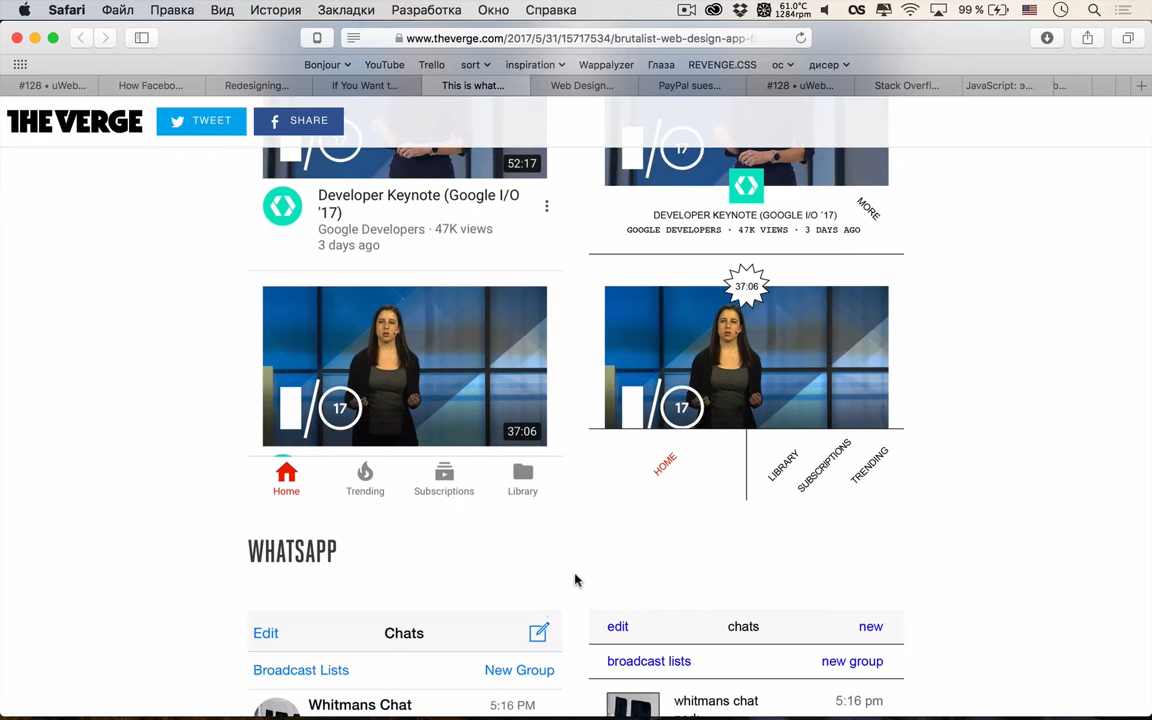 Safari Файл Правка Вид История Закладки Разработка Окно Справка 61.0°C 1284rpm 99 %
www.theverge.com/2017/5/31/15717534/brutalist-web-design-app-f
Bonjour YouTube Trello sort inspiration Wappalyzer Глаза REVENGE.CSS ос дисер
#128 • uWeb... How Facebo... Redesigning... If You Want t... This is what... Web Design... PayPal sues... #128 • uWeb... Stack Overfl... JavaScript: э... b...
THE VERGE TWEET SHARE
17
52:17
Developer Keynote (Google I/O
'17)
Google Developers · 47K views
3 days ago
17
37:06
Home Trending Subscriptions Library
17
MORE
DEVELOPER KEYNOTE (GOOGLE I/O '17)
GOOGLE DEVELOPERS · 47K VIEWS · 3 DAYS AGO
37:06
17
HOME LIBRARY SUBSCRIPTIONS TRENDING
WHATSAPP
Edit Chats
Broadcast Lists New Group
Whitmans Chat 5:16 PM
edit chats new
broadcast lists new group
whitmans chat 5:16 pm